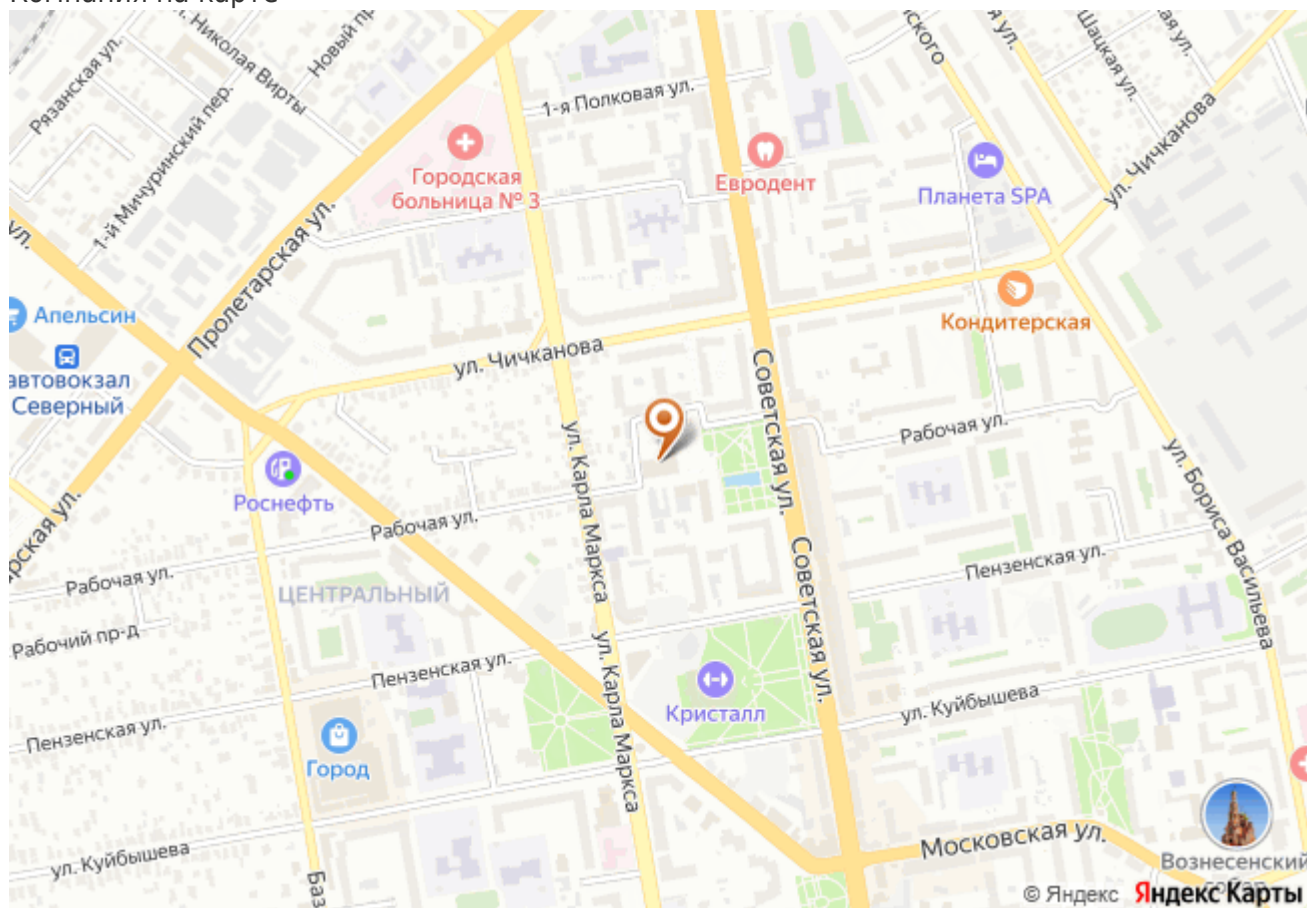 Компания на карте
Рязанская ул.
ул. Николая Вирты
1-й Мичуринский пер.
1-я Полковая ул.
Шацкая ул.
ул. Чичканова
Городская
больница № 3
Евродент
Планета SPA
Пролетарская ул.
Апельсин
автовокзал
Северный
Кондитерская
ул. Чичканова
Советская ул.
Рабочая ул.
Роснефть
ул. Карла Маркса
Рабочая ул.
ул. Бориса Васильева
Рабочая ул.
ЦЕНТРАЛЬНЫЙ
Советская ул.
Пензенская ул.
Рабочий пр-д
Пензенская ул.
ул. Карла Маркса
Кристалл
ул. Куйбышева
Пензенская ул.
Город
Московская ул.
ул. Куйбышева
Вознесенский
© Яндекс Яндекс Карты